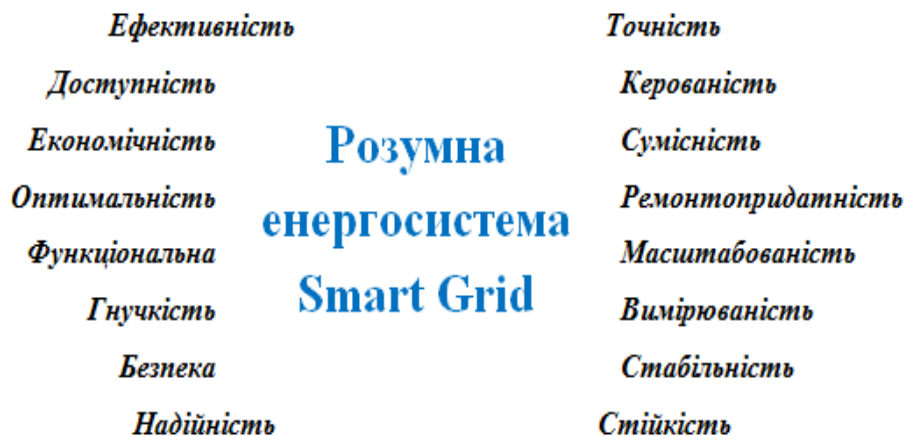 Ефективність
Точність
Доступність
Керованість
Економічність
Сумісність
Оптимальність
Ремонтопридатність
Функціональна
Масштабованість
Гнучкість
Вимірюваність
Безпека
Стабільність
Надійність
Стійкість
Розумна
енергосистема
Smart Grid